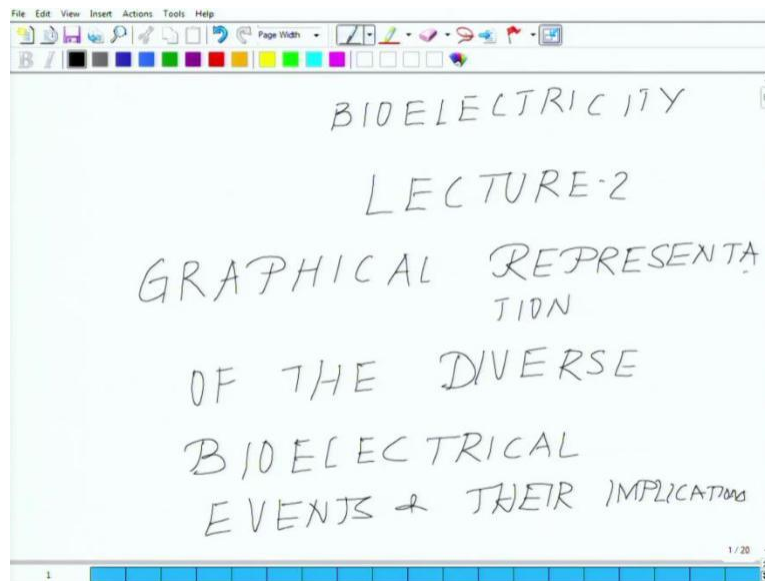 File Edit View Insert Actions Tools Help
Page Width
B I
BIOELECTRICITY
LECTURE-2
GRAPHICAL REPRESENTA
TION
OF THE DIVERSE
BIOELECTRICAL
EVENTS & THEIR IMPLICATIONS
1 / 20
1